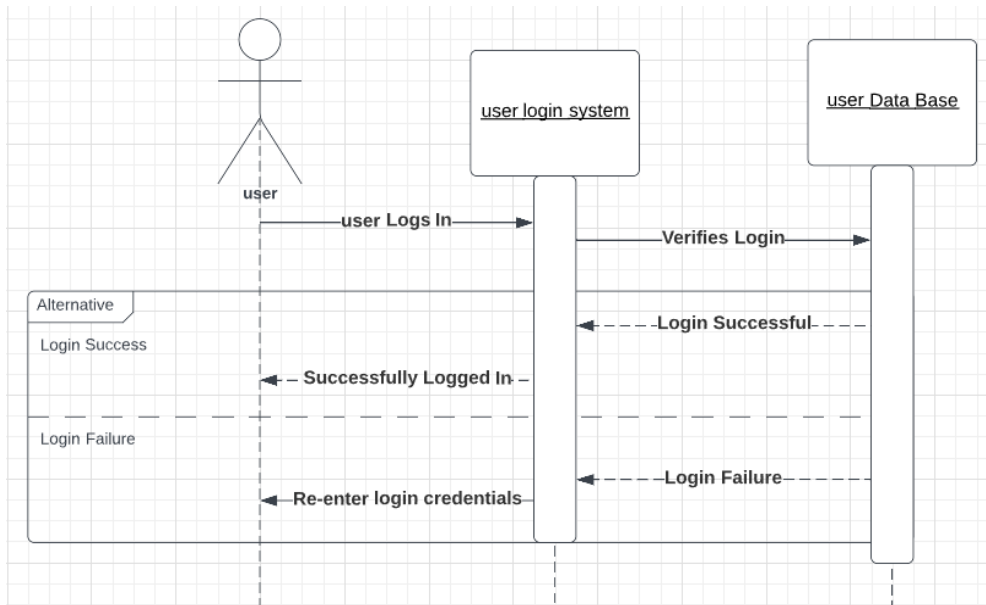 user login system
user Data Base
user
user Logs In
Verifies Login
Alternative
Login Successful
Login Success
Successfully Logged In
Login Failure
Login Failure
Re-enter login credentials